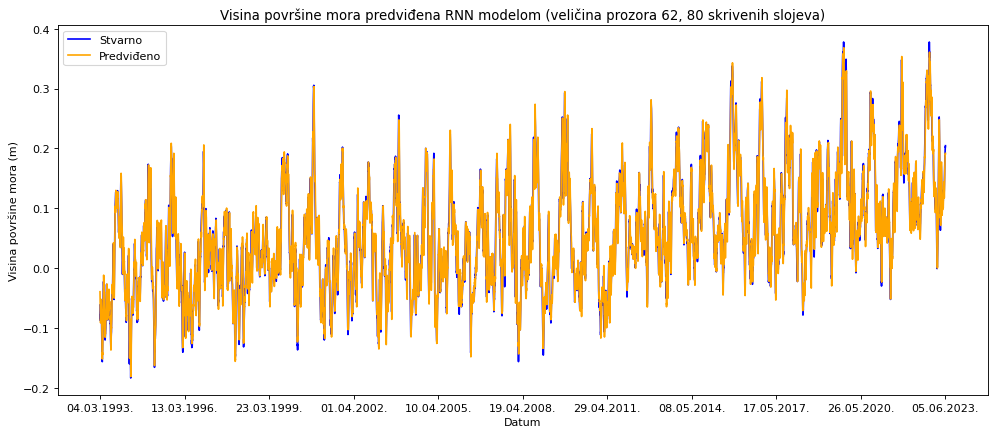 Visina površine mora predviđena RNN modelom (veličina prozora 62, 80 skrivenih slojeva)
Stvarno
Predviđeno
Visina površine mora (m)
0.4
0.3
0.2
0.1
0.0
−0.1
−0.2
04.03.1993. 13.03.1996. 23.03.1999. 01.04.2002. 10.04.2005. 19.04.2008. 29.04.2011. 08.05.2014. 17.05.2017. 26.05.2020. 05.06.2023.
Datum